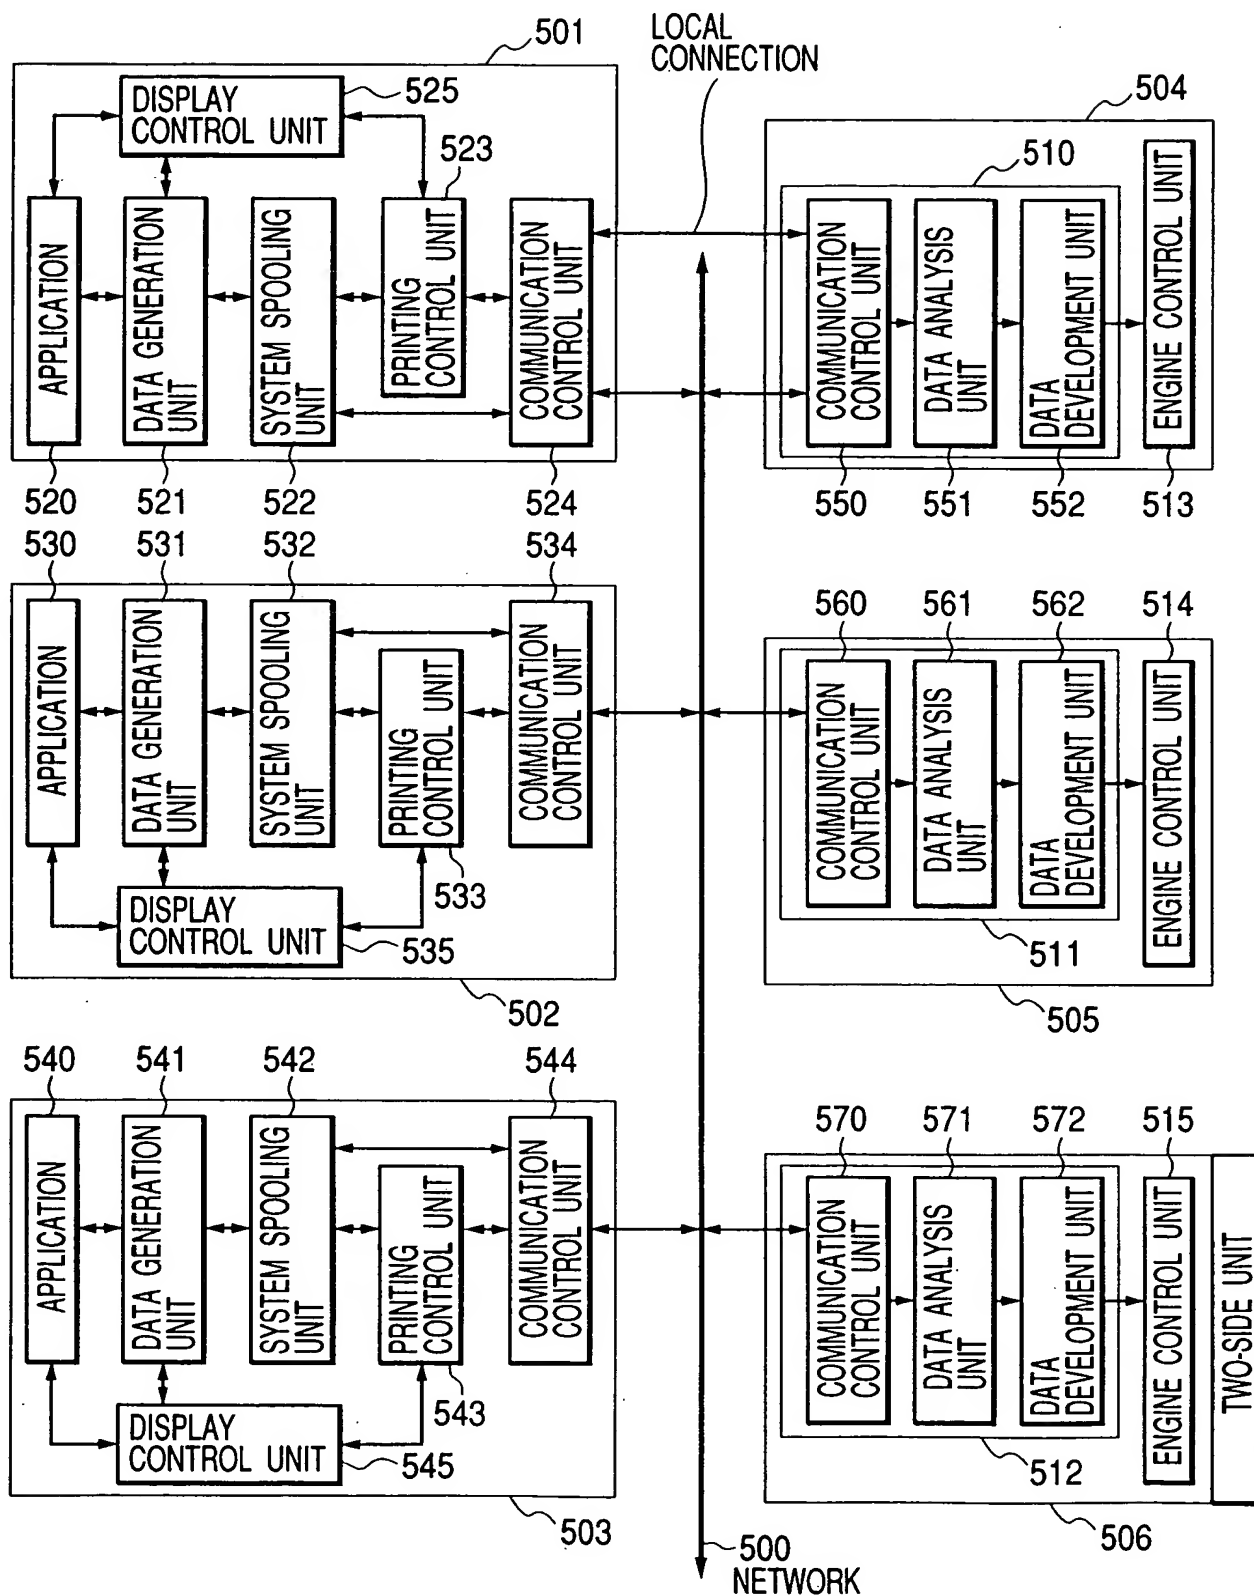 LOCAL
CONNECTION
501
DISPLAY
CONTROL UNIT
525
523
APPLICATION
DATA GENERATION
UNIT
SYSTEM SPOOLING
UNIT
PRINTING
CONTROL UNIT
COMMUNICATION
CONTROL UNIT
520
521
522
524
504
510
COMMUNICATION
CONTROL UNIT
DATA ANALYSIS
UNIT
DATA
DEVELOPMENT UNIT
ENGINE CONTROL UNIT
550
551
552
513
530
531
532
534
APPLICATION
DATA GENERATION
UNIT
SYSTEM SPOOLING
UNIT
PRINTING
CONTROL UNIT
COMMUNICATION
CONTROL UNIT
533
DISPLAY
CONTROL UNIT
535
502
560
561
562
514
COMMUNICATION
CONTROL UNIT
DATA ANALYSIS
UNIT
DATA
DEVELOPMENT UNIT
ENGINE CONTROL UNIT
511
505
540
541
542
544
APPLICATION
DATA GENERATION
UNIT
SYSTEM SPOOLING
UNIT
PRINTING
CONTROL UNIT
COMMUNICATION
CONTROL UNIT
543
DISPLAY
CONTROL UNIT
545
503
570
571
572
515
COMMUNICATION
CONTROL UNIT
DATA ANALYSIS
UNIT
DATA
DEVELOPMENT UNIT
ENGINE CONTROL UNIT
TWO-SIDE UNIT
512
506
500
NETWORK